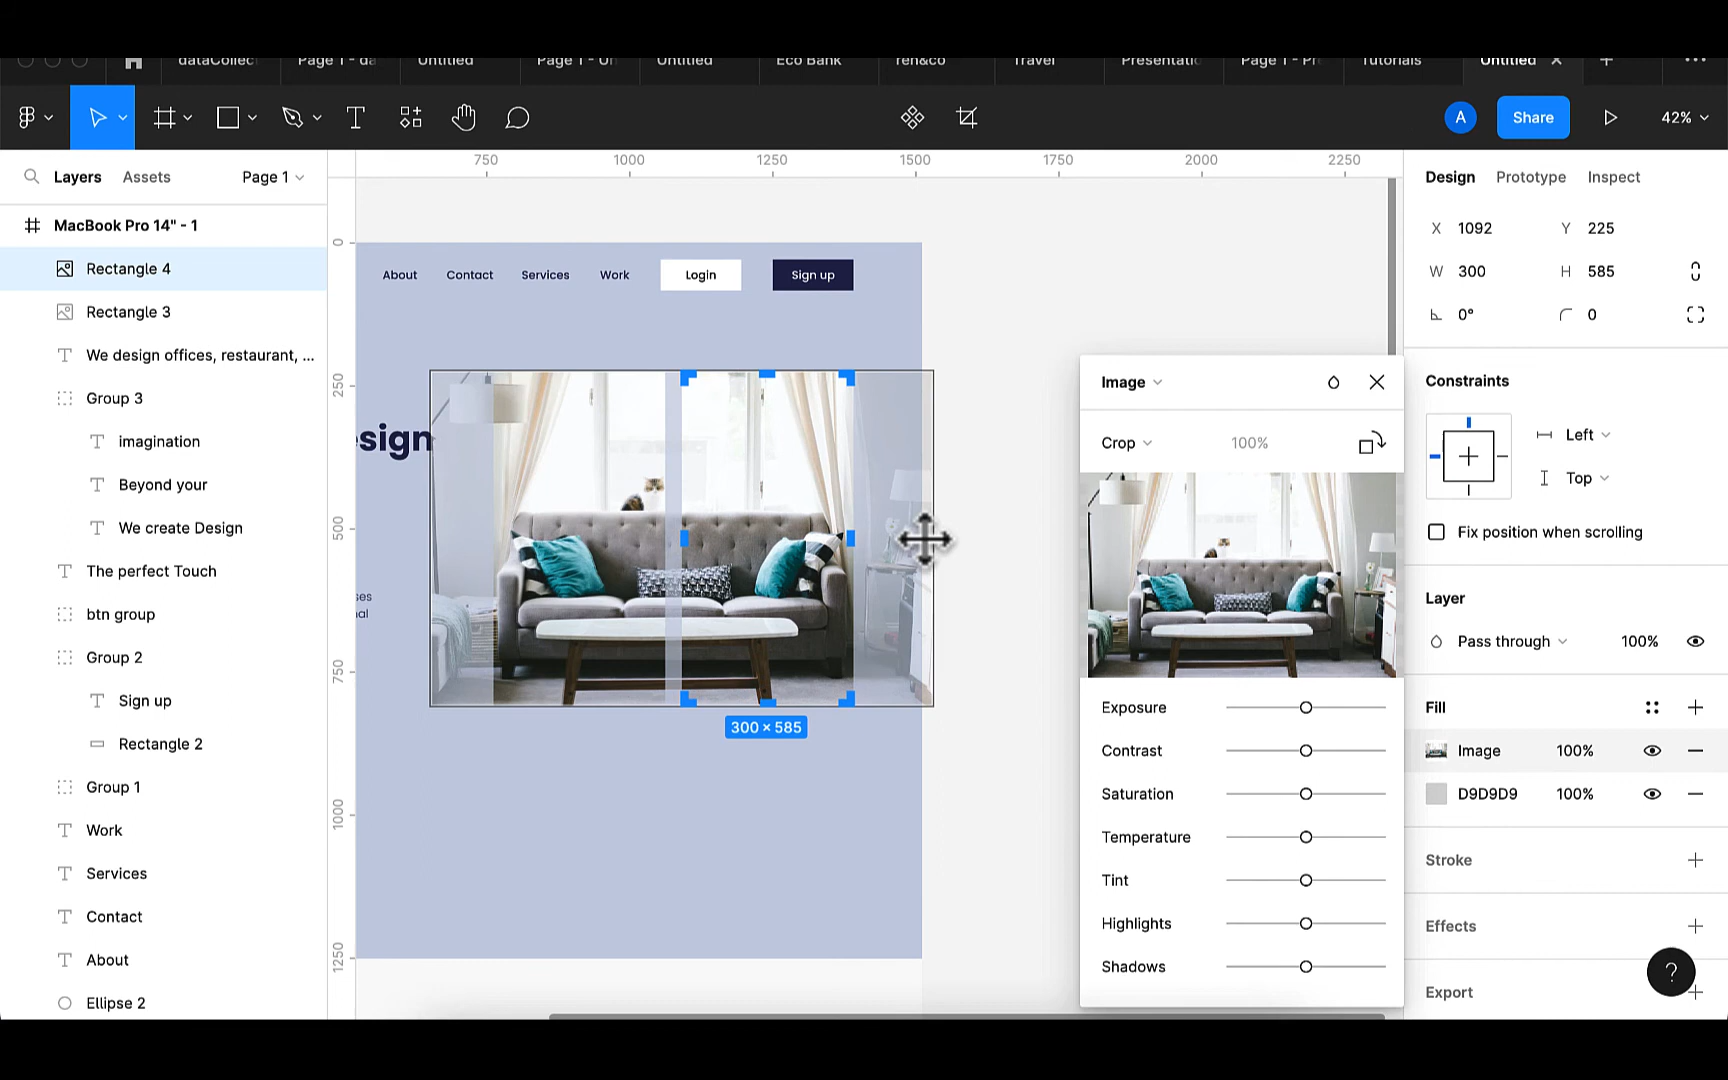 dataCollec
Page 1 - da
Untitled
Page 1 - Un
Untitled
Eco Bank
ren&co
Travel
Presentatio
Page 1 - Pre
Tutorials
Untitled
A
Share
42%
Layers
Assets
Page 1
MacBook Pro 14" - 1
Rectangle 4
Rectangle 3
We design offices, restaurant, ...
Group 3
imagination
Beyond your
We create Design
The perfect Touch
btn group
Group 2
Sign up
Rectangle 2
Group 1
Work
Services
Contact
About
Ellipse 2
750
1000
1250
1500
1750
2000
2250
0
250
500
750
1000
1250
About
Contact
Services
Work
Login
Sign up
esign
ses
nal
300 × 585
Image
Crop
100%
Exposure
Contrast
Saturation
Temperature
Tint
Highlights
Shadows
Design
Prototype
Inspect
X 1092
Y 225
W 300
H 585
0°
0
Constraints
Left
Top
Fix position when scrolling
Layer
Pass through
100%
Fill
Image
100%
D9D9D9
100%
Stroke
Effects
?
Export